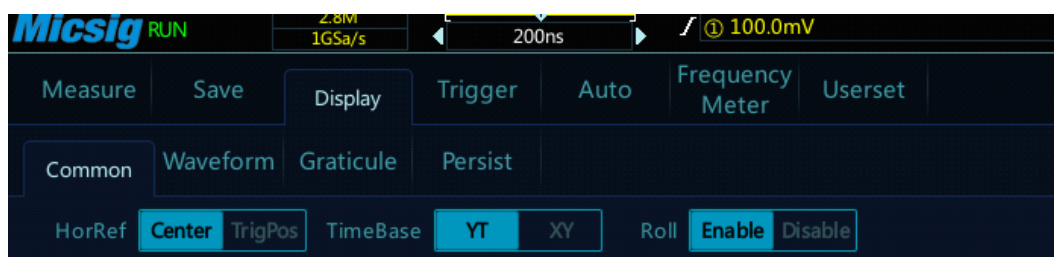 Micsig RUN 2.8M
1GSa/s 200ns ① 100.0mV
Measure Save Display Trigger Auto Frequency Meter Userset
Common Waveform Graticule Persist
HorRef Center TrigPos TimeBase YT XY Roll Enable Disable